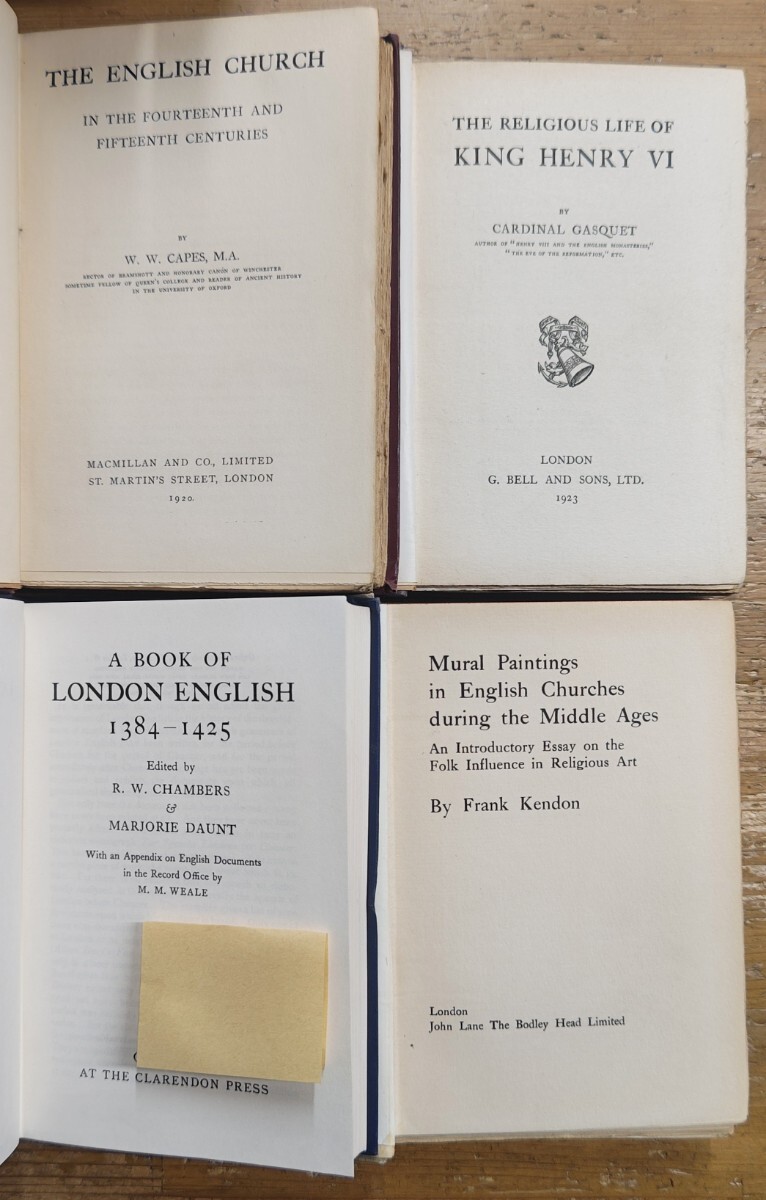 THE ENGLISH CHURCH
IN THE FOURTEENTH AND
FIFTEENTH CENTURIES
BY
W. W. CAPES, M.A.
RECTOR OF BRAMSHOTT AND HONORARY CANON OF WINCHESTER
SOMETIME FELLOW OF QUEEN'S COLLEGE AND READER OF ANCIENT HISTORY
IN THE UNIVERSITY OF OXFORD
MACMILLAN AND CO., LIMITED
ST. MARTIN'S STREET, LONDON
1920.
THE RELIGIOUS LIFE OF
KING HENRY VI
BY
CARDINAL GASQUET
AUTHOR OF "HENRY VIII AND THE ENGLISH MONASTERIES,"
"THE EVE OF THE REFORMATION," ETC.
LONDON
G. BELL AND SONS, LTD.
1923
A BOOK OF
LONDON ENGLISH
1384–1425
Edited by
R. W. CHAMBERS
&
MARJORIE DAUNT
With an Appendix on English Documents
in the Record Office by
M. M. WEALE
AT THE CLARENDON PRESS
Mural Paintings
in English Churches
during the Middle Ages
An Introductory Essay on the
Folk Influence in Religious Art
By Frank Kendon
London
John Lane The Bodley Head Limited